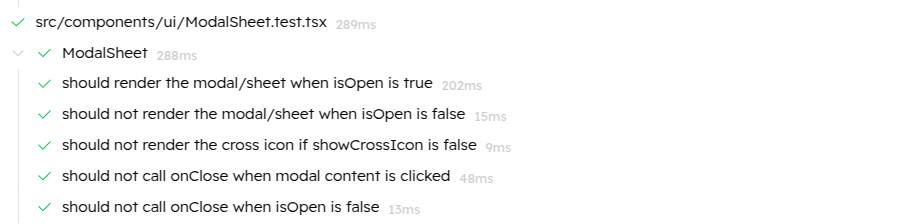 src/components/ui/ModalSheet.test.tsx 289ms
ModalSheet 288ms
should render the modal/sheet when isOpen is true 202ms
should not render the modal/sheet when isOpen is false 15ms
should not render the cross icon if showCrossIcon is false 9ms
should not call onClose when modal content is clicked 48ms
should not call onClose when isOpen is false 13ms